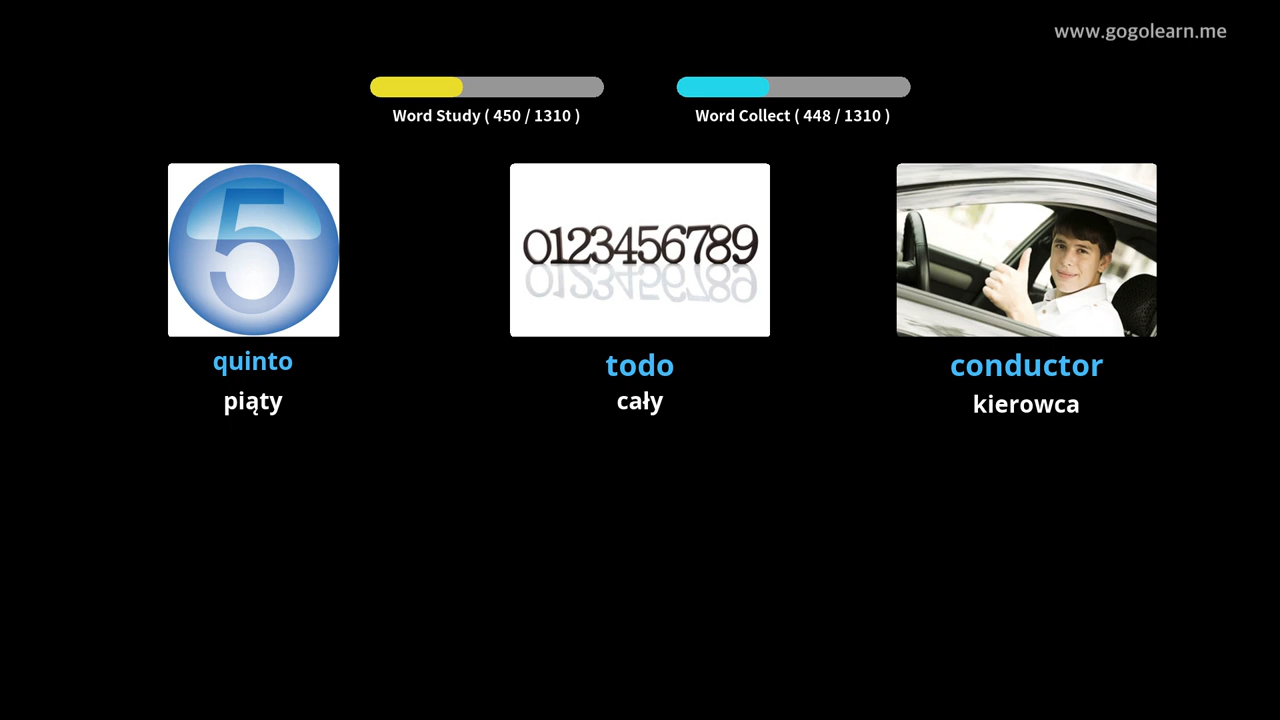 www.gogolearn.me
Word Study ( 450 / 1310 )
Word Collect ( 448 / 1310 )
5
0123456789
quinto
todo
conductor
piąty
cały
kierowca